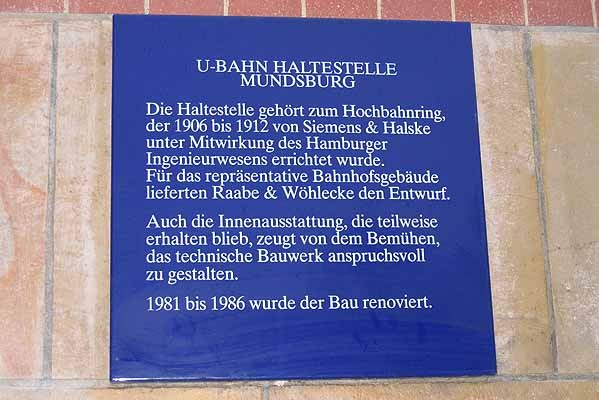 U-BAHN HALTESTELLE
MUNDSBURG
Die Haltestelle gehört zum Hochbahnring,
der 1906 bis 1912 von Siemens & Halske
unter Mitwirkung des Hamburger
Ingenieurwesens errichtet wurde.
Für das repräsentative Bahnhofsgebäude
lieferten Raabe & Wöhlecke den Entwurf.
Auch die Innenausstattung, die teilweise
erhalten blieb, zeugt von dem Bemühen,
das technische Bauwerk anspruchsvoll
zu gestalten.
1981 bis 1986 wurde der Bau renoviert.